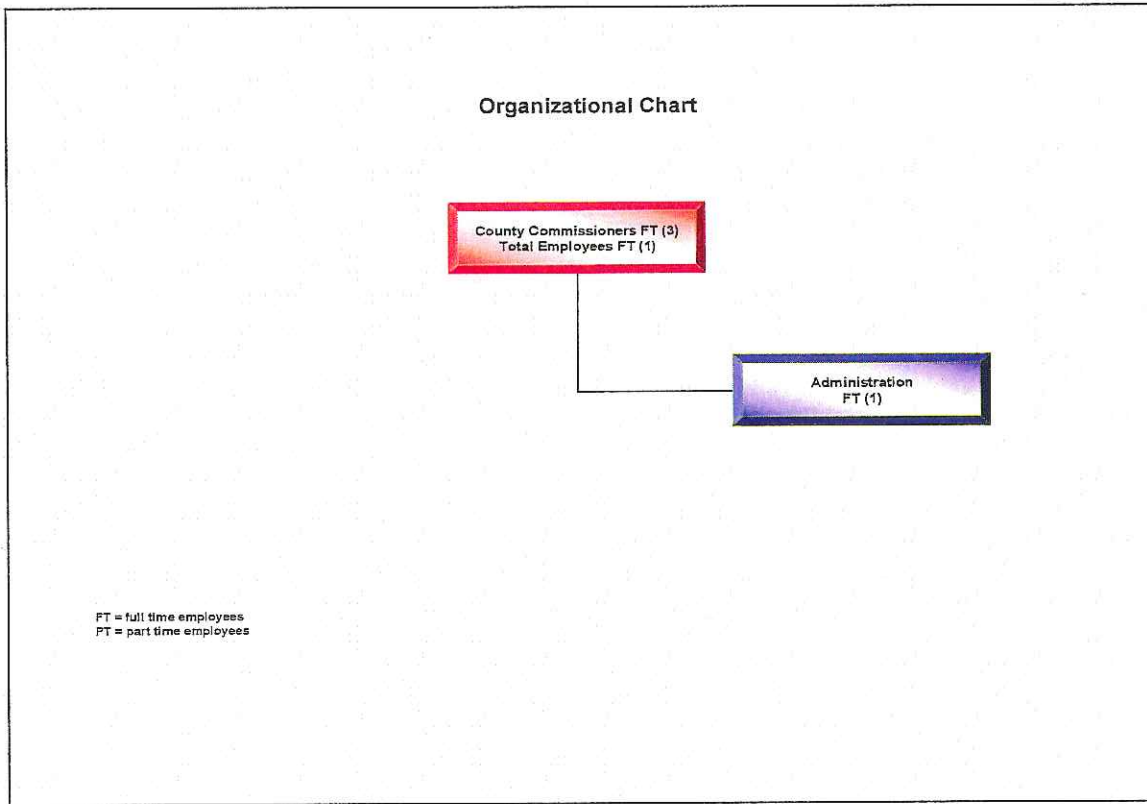 Organizational Chart
County Commissioners FT (3)
Total Employees FT (1)
Administration
FT (1)
FT = full time employees
PT = part time employees